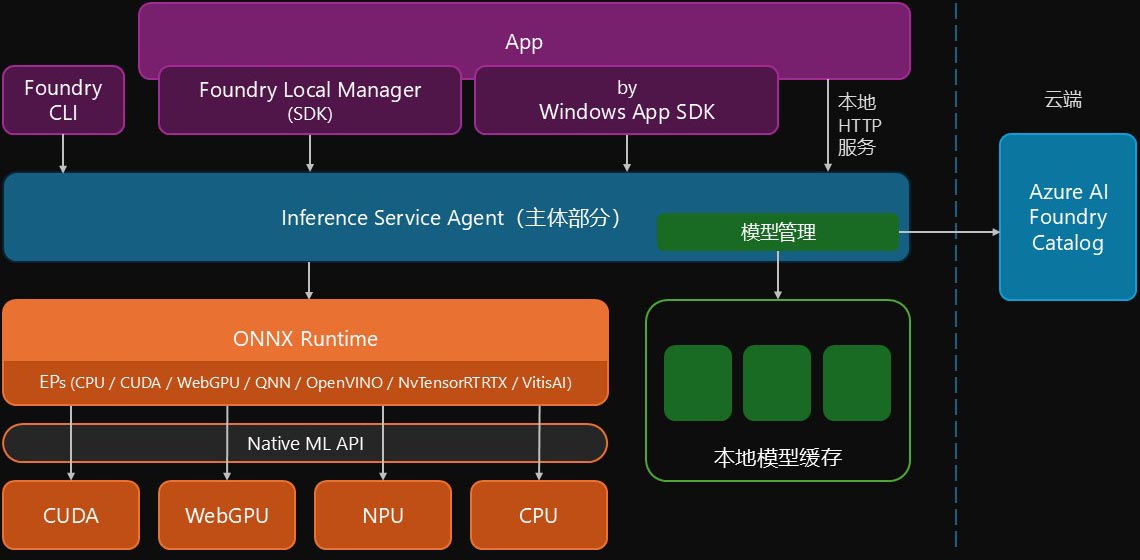 App
Foundry
CLI
Foundry Local Manager
(SDK)
by
Windows App SDK
本地
HTTP
服务
云端
Inference Service Agent（主体部分）
模型管理
Azure AI
Foundry
Catalog
ONNX Runtime
EPs (CPU / CUDA / WebGPU / QNN / OpenVINO / NvTensorRTRTX / VitisAI)
Native ML API
本地模型缓存
CUDA
WebGPU
NPU
CPU